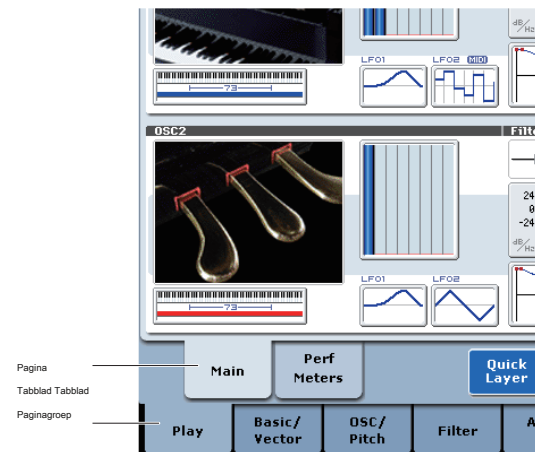 dB/Hz
73
LFO1 LFO2 MIDI
OSC2 Filt
24
0
-24
dB/Hz
73
LFO1 LFO2
Pagina
Tabblad Tabblad
Paginagroep
Main
Perf
Meters
Quick
Layer
Play
Basic/
Vector
OSC/
Pitch
Filter
A